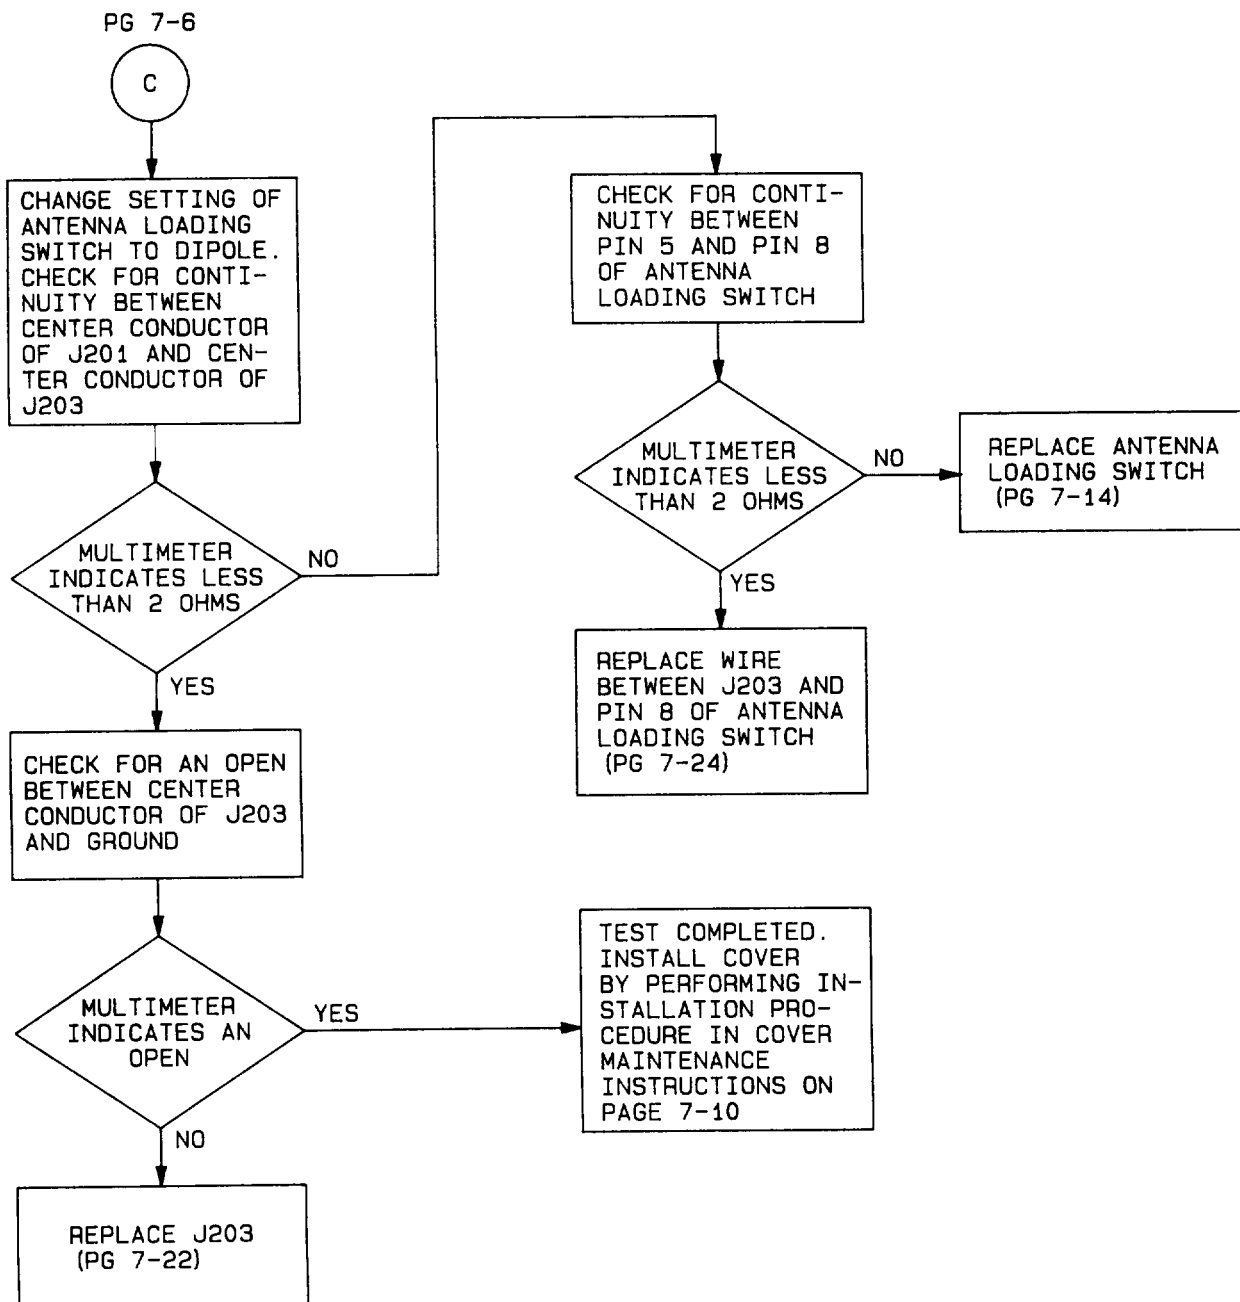 PG 7-6
C
CHANGE SETTING OF
ANTENNA LOADING
SWITCH TO DIPOLE.
CHECK FOR CONTI-
NUITY BETWEEN
CENTER CONDUCTOR
OF J201 AND CEN-
TER CONDUCTOR OF
J203
MULTIMETER
INDICATES LESS
THAN 2 OHMS
NO
YES
CHECK FOR CONTI-
NUITY BETWEEN
PIN 5 AND PIN 8
OF ANTENNA
LOADING SWITCH
MULTIMETER
INDICATES LESS
THAN 2 OHMS
NO
REPLACE ANTENNA
LOADING SWITCH
(PG 7-14)
YES
REPLACE WIRE
BETWEEN J203 AND
PIN 8 OF ANTENNA
LOADING SWITCH
(PG 7-24)
CHECK FOR AN OPEN
BETWEEN CENTER
CONDUCTOR OF J203
AND GROUND
MULTIMETER
INDICATES AN
OPEN
YES
TEST COMPLETED.
INSTALL COVER
BY PERFORMING IN-
STALLATION PRO-
CEDURE IN COVER
MAINTENANCE
INSTRUCTIONS ON
PAGE 7-10
NO
REPLACE J203
(PG 7-22)